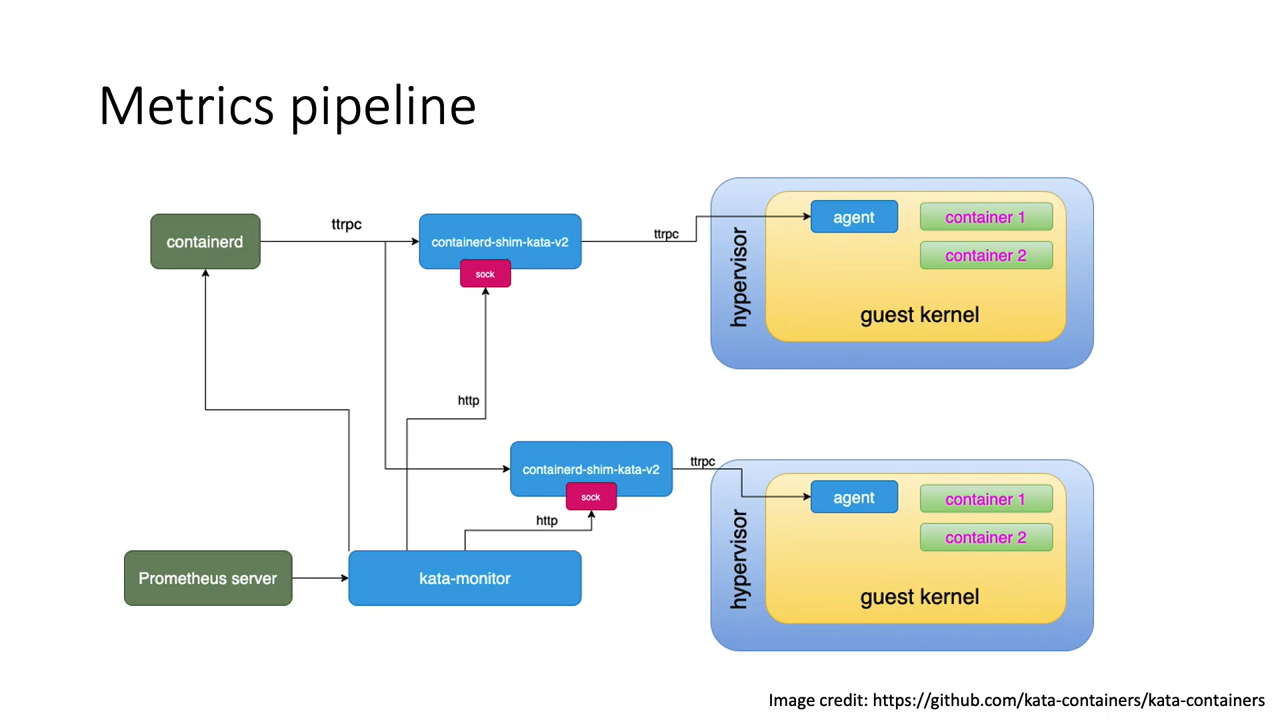 Metrics pipeline
containerd
ttrpc
containerd-shim-kata-v2
sock
ttrpc
hypervisor
agent
container 1
container 2
guest kernel
http
containerd-shim-kata-v2
sock
ttrpc
http
hypervisor
agent
container 1
container 2
guest kernel
Prometheus server
kata-monitor
Image credit: https://github.com/kata-containers/kata-containers